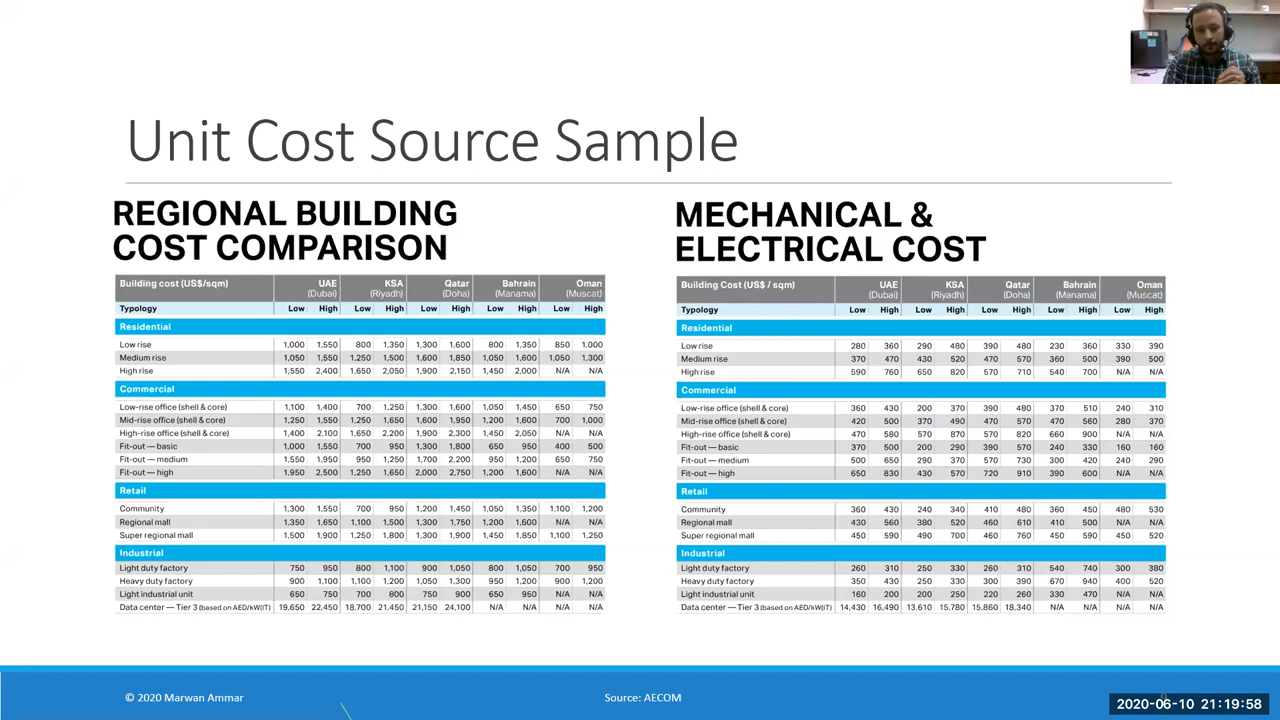 Unit Cost Source Sample
REGIONAL BUILDING
COST COMPARISON
Building cost (US$/sqm) UAE (Dubai) KSA (Riyadh) Qatar (Doha) Bahrain (Manama) Oman (Muscat)
Typology Low High Low High Low High Low High Low High
Residential
Low rise 1,000 1,550 800 1,350 1,300 1,600 800 1,350 850 1,000
Medium rise 1,050 1,550 1,250 1,500 1,600 1,850 1,050 1,600 1,050 1,300
High rise 1,550 2,400 1,650 2,050 1,900 2,150 1,450 2,000 N/A N/A
Commercial
Low-rise office (shell & core) 1,100 1,400 700 1,250 1,300 1,600 1,050 1,450 650 750
Mid-rise office (shell & core) 1,250 1,550 1,250 1,650 1,600 1,950 1,200 1,600 700 1,000
High-rise office (shell & core) 1,400 2,100 1,650 2,200 1,900 2,300 1,450 2,050 N/A N/A
Fit-out — basic 1,000 1,550 700 950 1,300 1,800 650 950 400 500
Fit-out — medium 1,550 1,950 950 1,250 1,700 2,200 950 1,200 650 750
Fit-out — high 1,950 2,500 1,250 1,650 2,000 2,750 1,200 1,600 N/A N/A
Retail
Community 1,300 1,550 700 950 1,200 1,450 1,050 1,350 1,100 1,200
Regional mall 1,350 1,650 1,100 1,500 1,300 1,750 1,200 1,600 N/A N/A
Super regional mall 1,500 1,900 1,250 1,800 1,300 1,900 1,450 1,850 1,100 1,250
Industrial
Light duty factory 750 950 800 1,100 900 1,050 800 1,050 700 950
Heavy duty factory 900 1,100 1,100 1,200 1,050 1,300 950 1,200 900 1,200
Light industrial unit 650 750 700 800 750 900 650 950 N/A N/A
Data center — Tier 3 (based on AED/kW(IT) 19,650 22,450 18,700 21,450 21,150 24,100 N/A N/A N/A N/A
MECHANICAL &
ELECTRICAL COST
Building Cost (US$ / sqm) UAE (Dubai) KSA (Riyadh) Qatar (Doha) Bahrain (Manama) Oman (Muscat)
Typology Low High Low High Low High Low High Low High
Residential
Low rise 280 360 290 480 390 480 230 360 330 390
Medium rise 370 470 430 520 470 570 360 500 390 500
High rise 590 760 650 820 570 710 540 700 N/A N/A
Commercial
Low-rise office (shell & core) 360 430 200 370 390 480 370 510 240 310
Mid-rise office (shell & core) 420 500 370 490 470 570 470 560 280 370
High-rise office (shell & core) 470 580 570 870 570 820 660 900 N/A N/A
Fit-out — basic 370 500 200 290 390 570 240 330 160 160
Fit-out — medium 500 650 290 370 570 730 300 420 240 290
Fit-out — high 650 830 430 570 720 910 390 600 N/A N/A
Retail
Community 360 430 240 340 410 480 360 450 480 530
Regional mall 430 560 380 520 460 610 410 500 N/A N/A
Super regional mall 450 590 490 700 460 760 450 590 450 520
Industrial
Light duty factory 260 310 250 330 260 310 540 740 300 380
Heavy duty factory 350 430 250 330 300 390 670 940 400 520
Light industrial unit 160 200 200 250 220 260 330 470 N/A N/A
Data center — Tier 3 (based on AED/kW(IT) 14,430 16,490 13,610 15,780 15,860 18,340 N/A N/A N/A N/A
© 2020 Marwan Ammar
Source: AECOM
9
2020-06-10 21:19:58